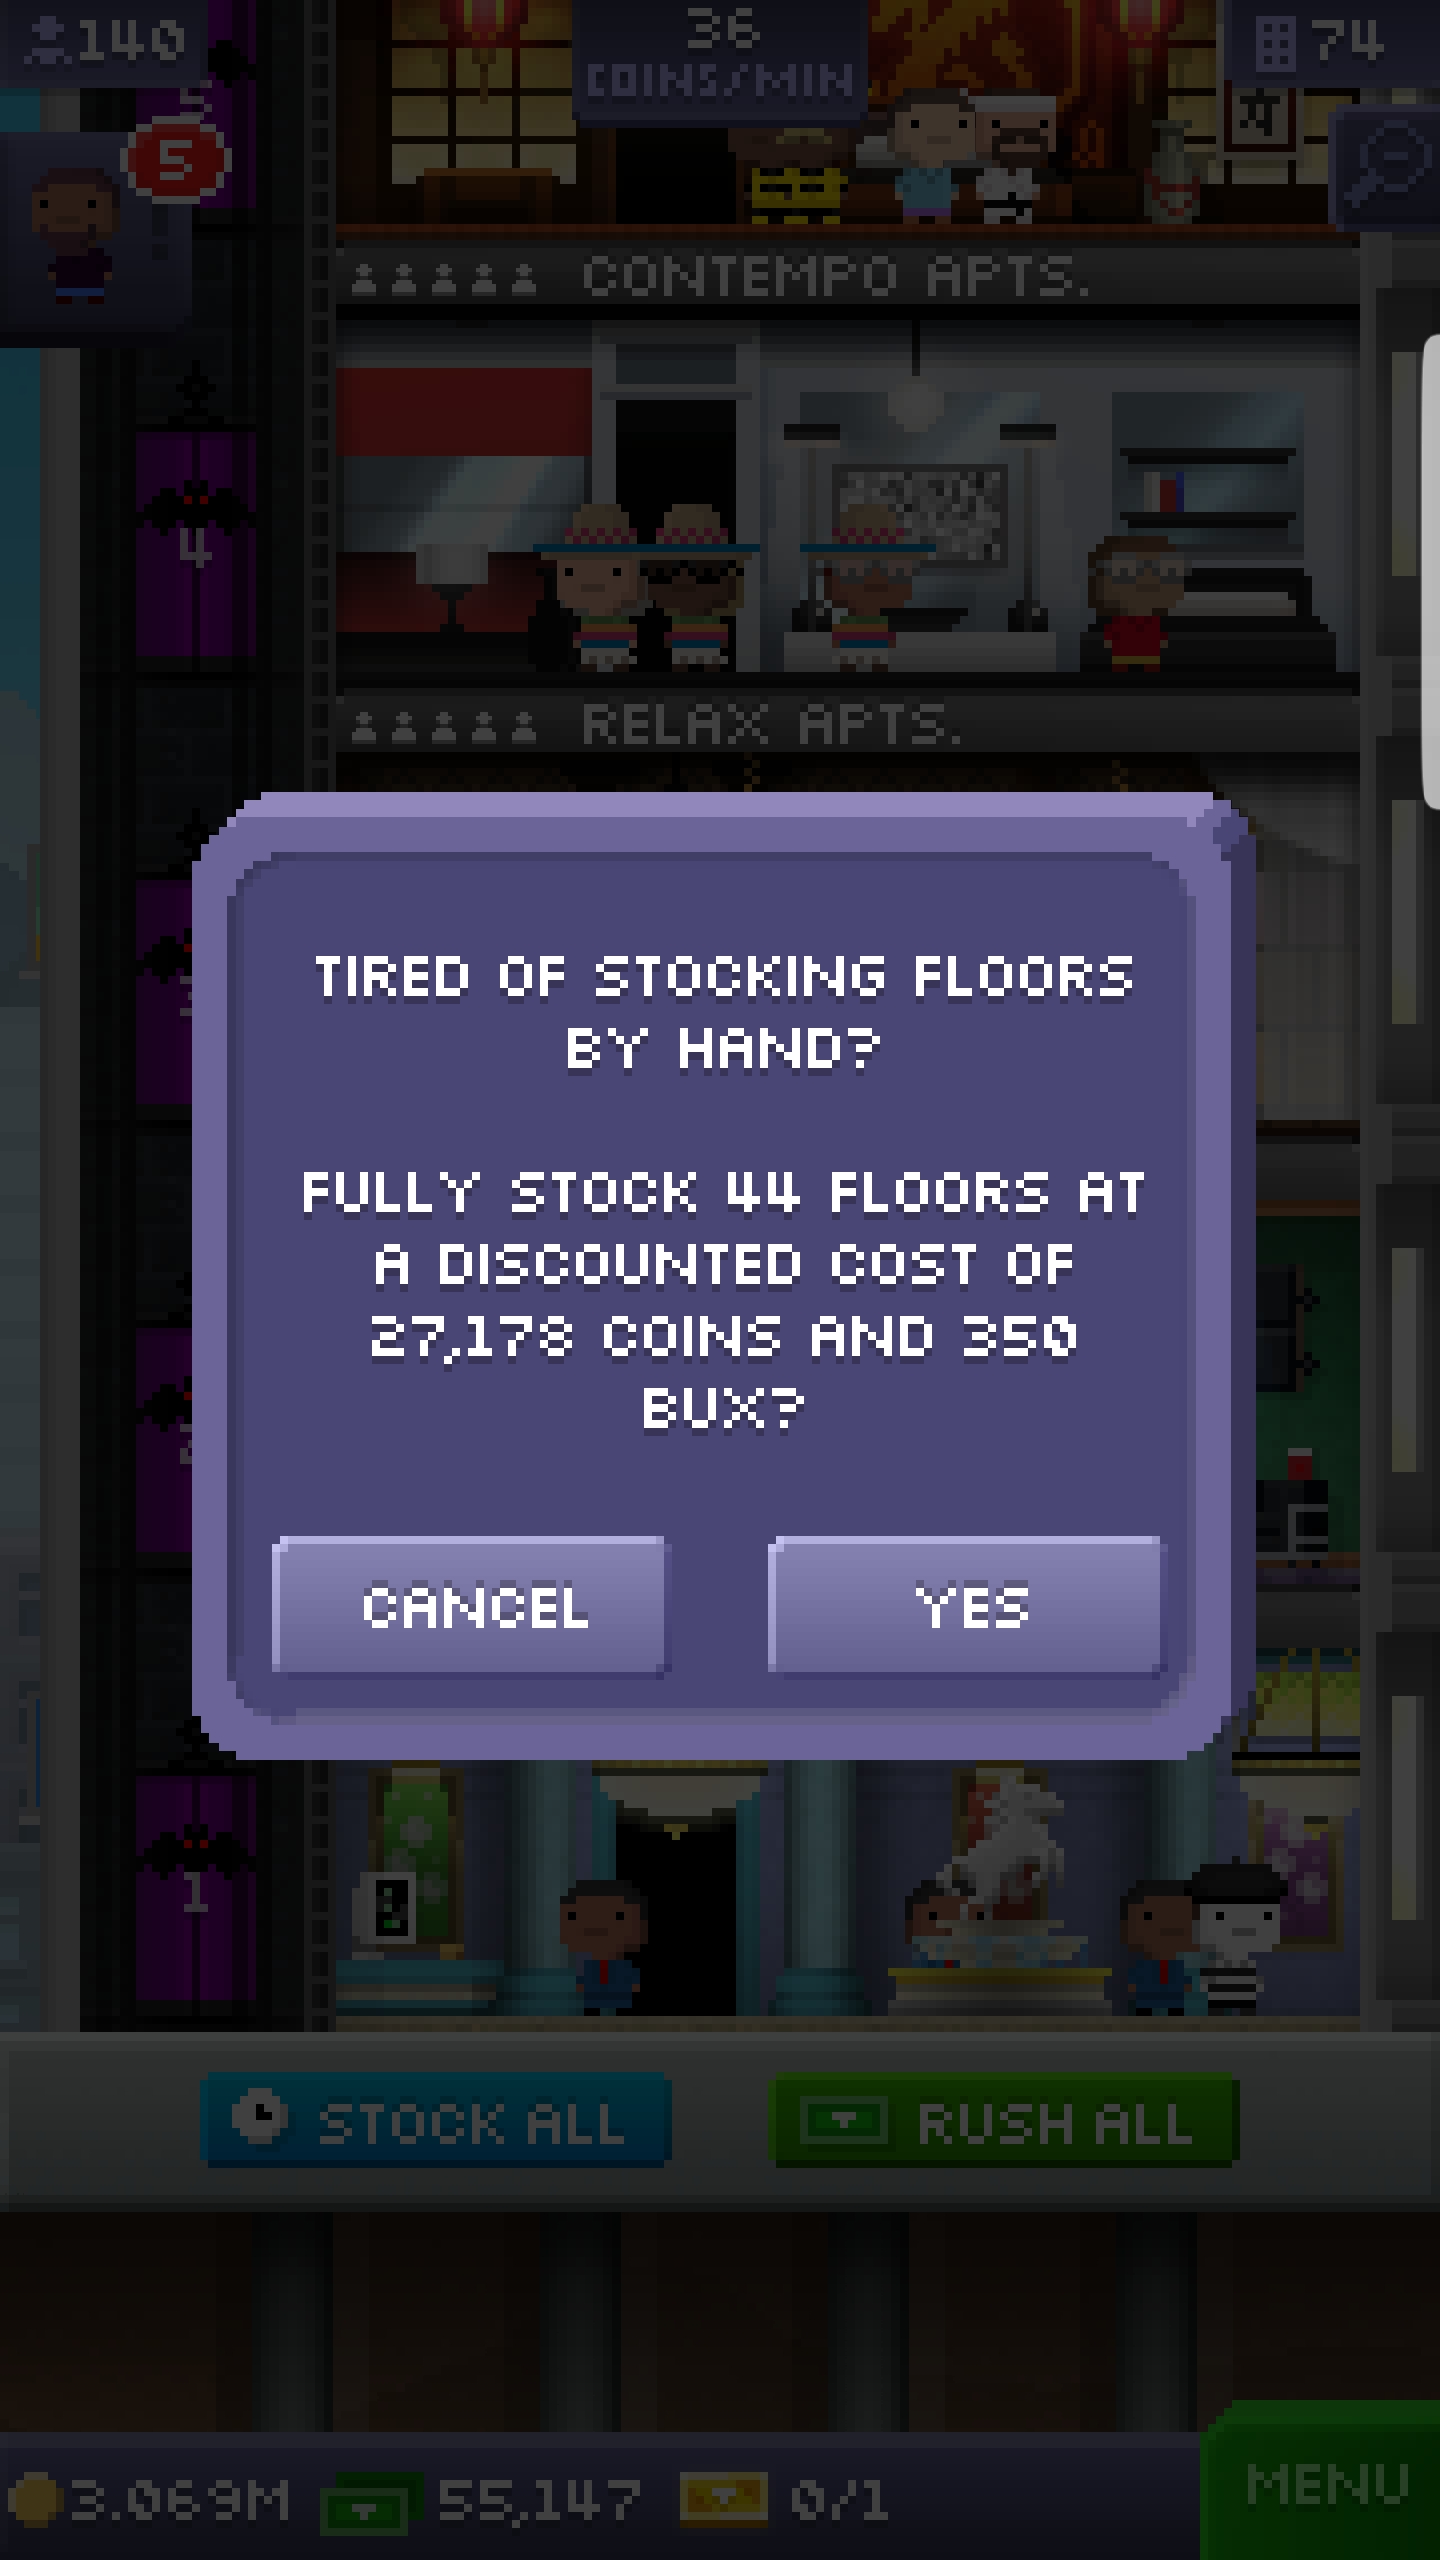 140
36
COINS/MIN
74
5
CONTEMPO APTS.
4
RELAX APTS.
TIRED OF STOCKING FLOORS
BY HAND?
FULLY STOCK 44 FLOORS AT
A DISCOUNTED COST OF
27,178 COINS AND 350
BUX?
CANCEL
YES
1
STOCK ALL
RUSH ALL
3.069M
55,147
0/1
MENU